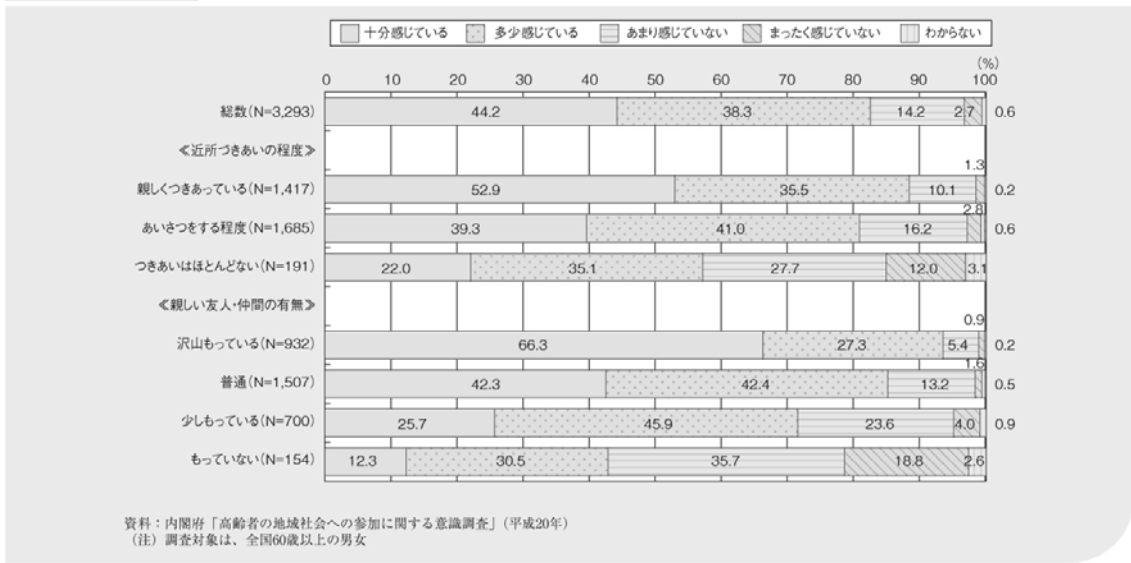 十分感じている 多少感じている あまり感じていない まったく感じていない わからない
(%)
0 10 20 30 40 50 60 70 80 90 100
総数(N=3,293) 44.2 38.3 14.2 2.7 0.6
≪近所づきあいの程度≫
1.3
親しくつきあっている(N=1,417) 52.9 35.5 10.1 0.2
2.8
あいさつをする程度(N=1,685) 39.3 41.0 16.2 0.6
つきあいはほとんどない(N=191) 22.0 35.1 27.7 12.0 3.1
≪親しい友人・仲間の有無≫
0.9
沢山もっている(N=932) 66.3 27.3 5.4 0.2
1.6
普通(N=1,507) 42.3 42.4 13.2 0.5
少しもっている(N=700) 25.7 45.9 23.6 4.0 0.9
もっていない(N=154) 12.3 30.5 35.7 18.8 2.6
資料：内閣府「高齢者の地域社会への参加に関する意識調査」（平成20年）
（注）調査対象は、全国60歳以上の男女